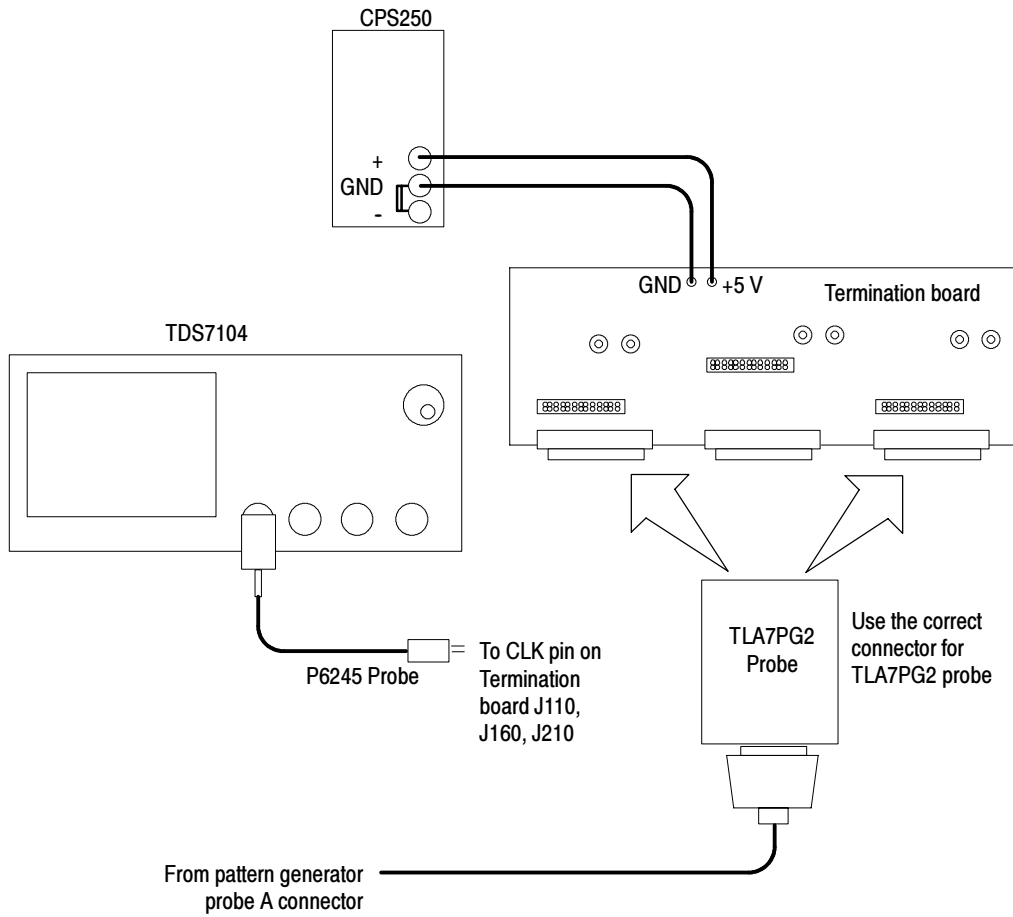 CPS250
+
GND
-
GND
+5 V
Termination board
TDS7104
P6245 Probe
To CLK pin on
Termination
board J110,
J160, J210
TLA7PG2
Probe
Use the correct
connector for
TLA7PG2 probe
From pattern generator
probe A connector